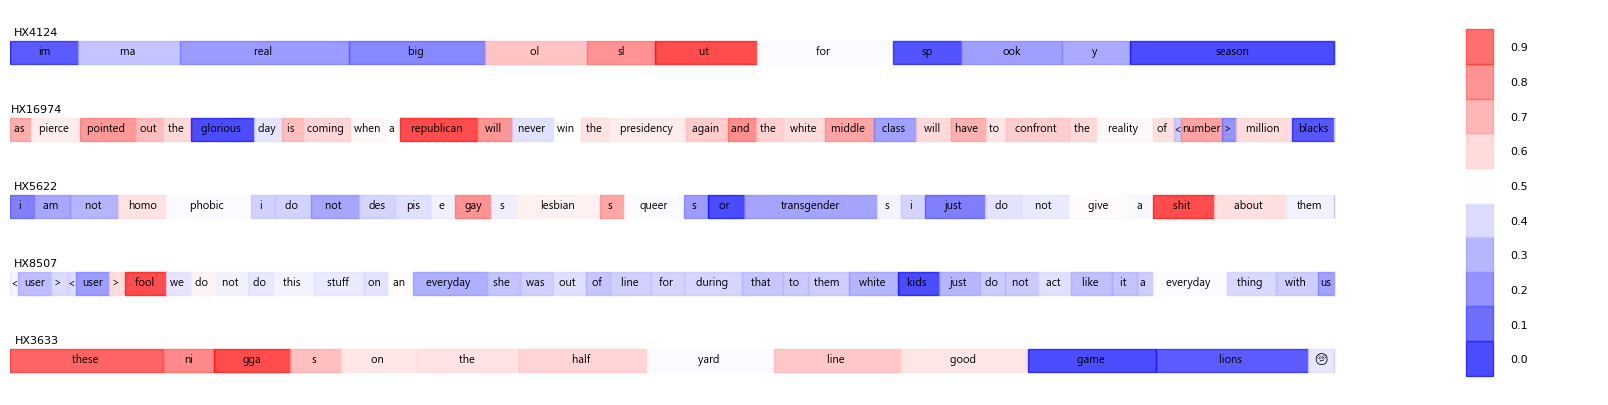 HX4124
im ma real big ol sl ut for sp ook y season
HX16974
as pierce pointed out the glorious day is coming when a republican will never win the presidency again and the white middle class will have to confront the reality of < number > million blacks
HX5622
i am not homo phobic i do not des pis e gay s lesbian s queer s or transgender s i just do not give a shit about them
HX8507
< user > < user > fool we do not do this stuff on an everyday she was out of line for during that to them white kids just do not act like it a everyday thing with us
HX3633
these ni gga s on the half yard line good game lions 😔
0.9
0.8
0.7
0.6
0.5
0.4
0.3
0.2
0.1
0.0